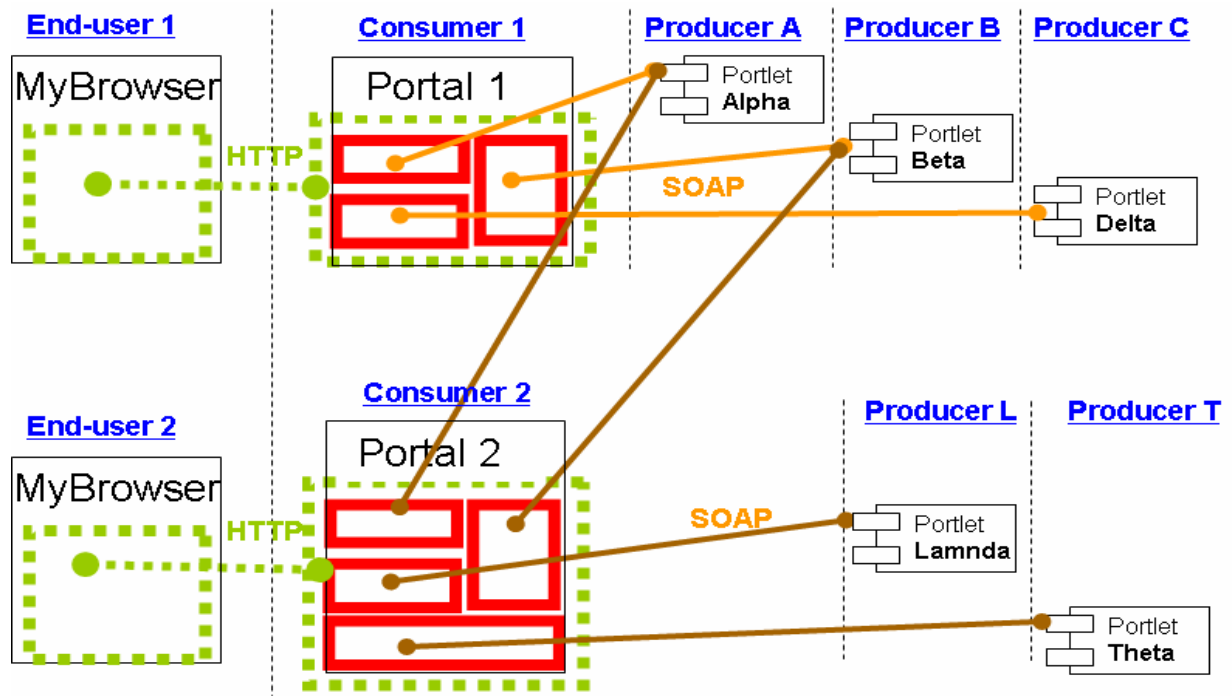 End-user 1
Consumer 1
Producer A
Producer B
Producer C
MyBrowser
Portal 1
Portlet
Alpha
Portlet
Beta
Portlet
Delta
HTTP
SOAP
End-user 2
Consumer 2
Producer L
Producer T
MyBrowser
Portal 2
HTTP
SOAP
Portlet
Lamnda
Portlet
Theta